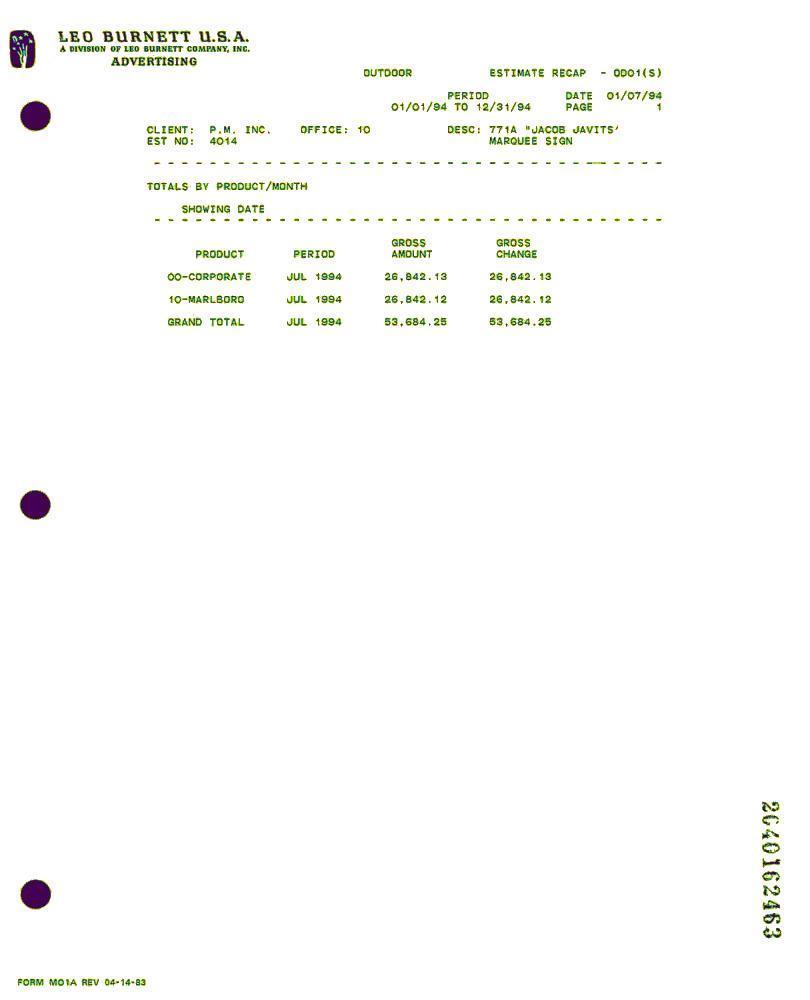 LEO BURNETT U.S.A.
A DIVISION OF LEO BURNETT COMPANY, INC.
ADVERTISING
OUTDOOR ESTIMATE RECAP - OD01(S)
PERIOD DATE 01/07/94
01/01/94 TO 12/31/94 PAGE 1
CLIENT: P.M. INC. OFFICE: 10 DESC: 771A "JACOB JAVITS'
EST NO: 4014 MARQUEE SIGN
TOTALS BY PRODUCT/MONTH
SHOWING DATE
GROSS GROSS
PRODUCT PERIOD AMOUNT CHANGE
00-CORPORATE JUL 1994 26,842.13 26,842.13
10-MARLBORO JUL 1994 26,842.12 26,842.12
GRAND TOTAL JUL 1994 53,684.25 53,684.25
2040162463
FORM M01A REV 04-14-83